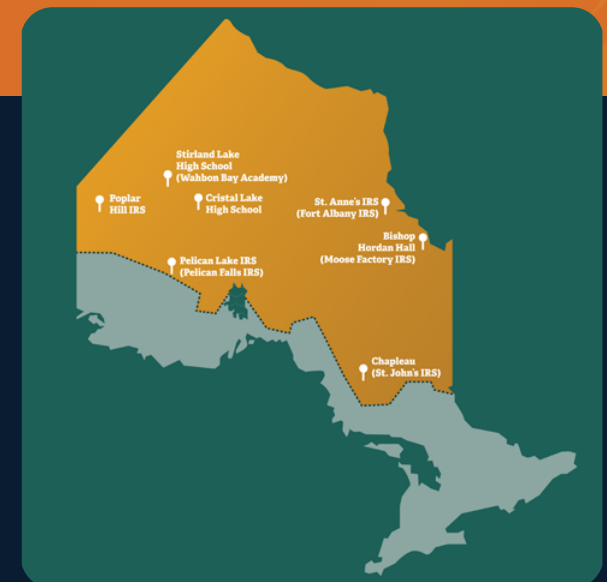 Stirland Lake
High School
(Wahbon Bay Academy)
Poplar
Hill IRS
Cristal Lake
High School
St. Anne's IRS
(Fort Albany IRS)
Bishop
Hordan Hall
(Moose Factory IRS)
Pelican Lake IRS
(Pelican Falls IRS)
Chapleau
(St. John's IRS)